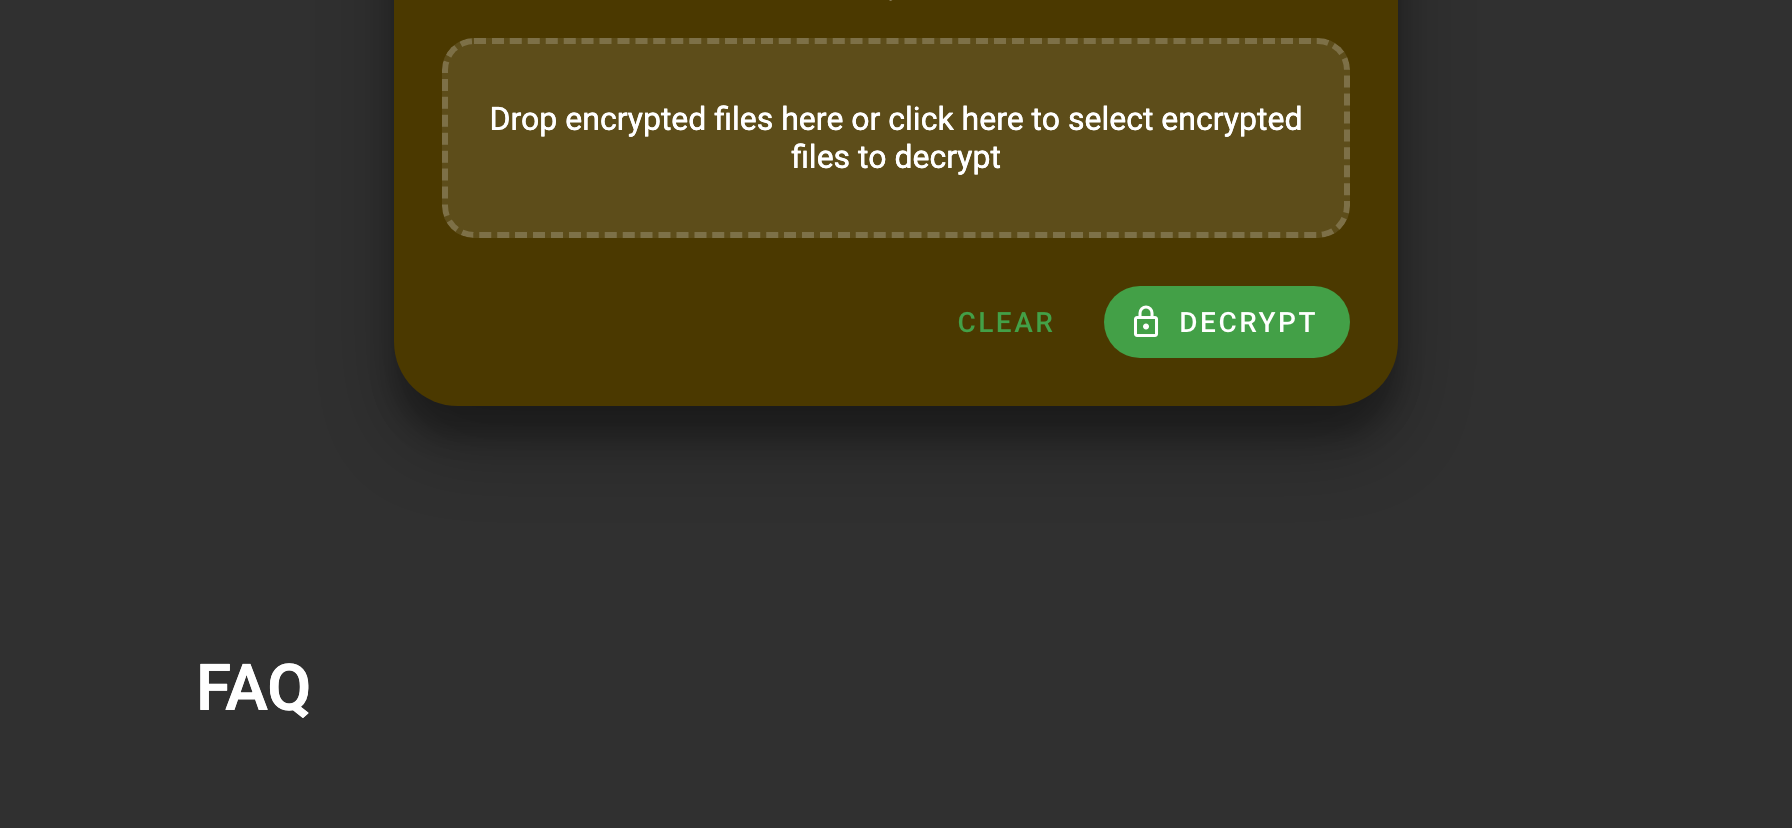 Drop encrypted files here or click here to select encrypted
files to decrypt
CLEAR
DECRYPT
FAQ